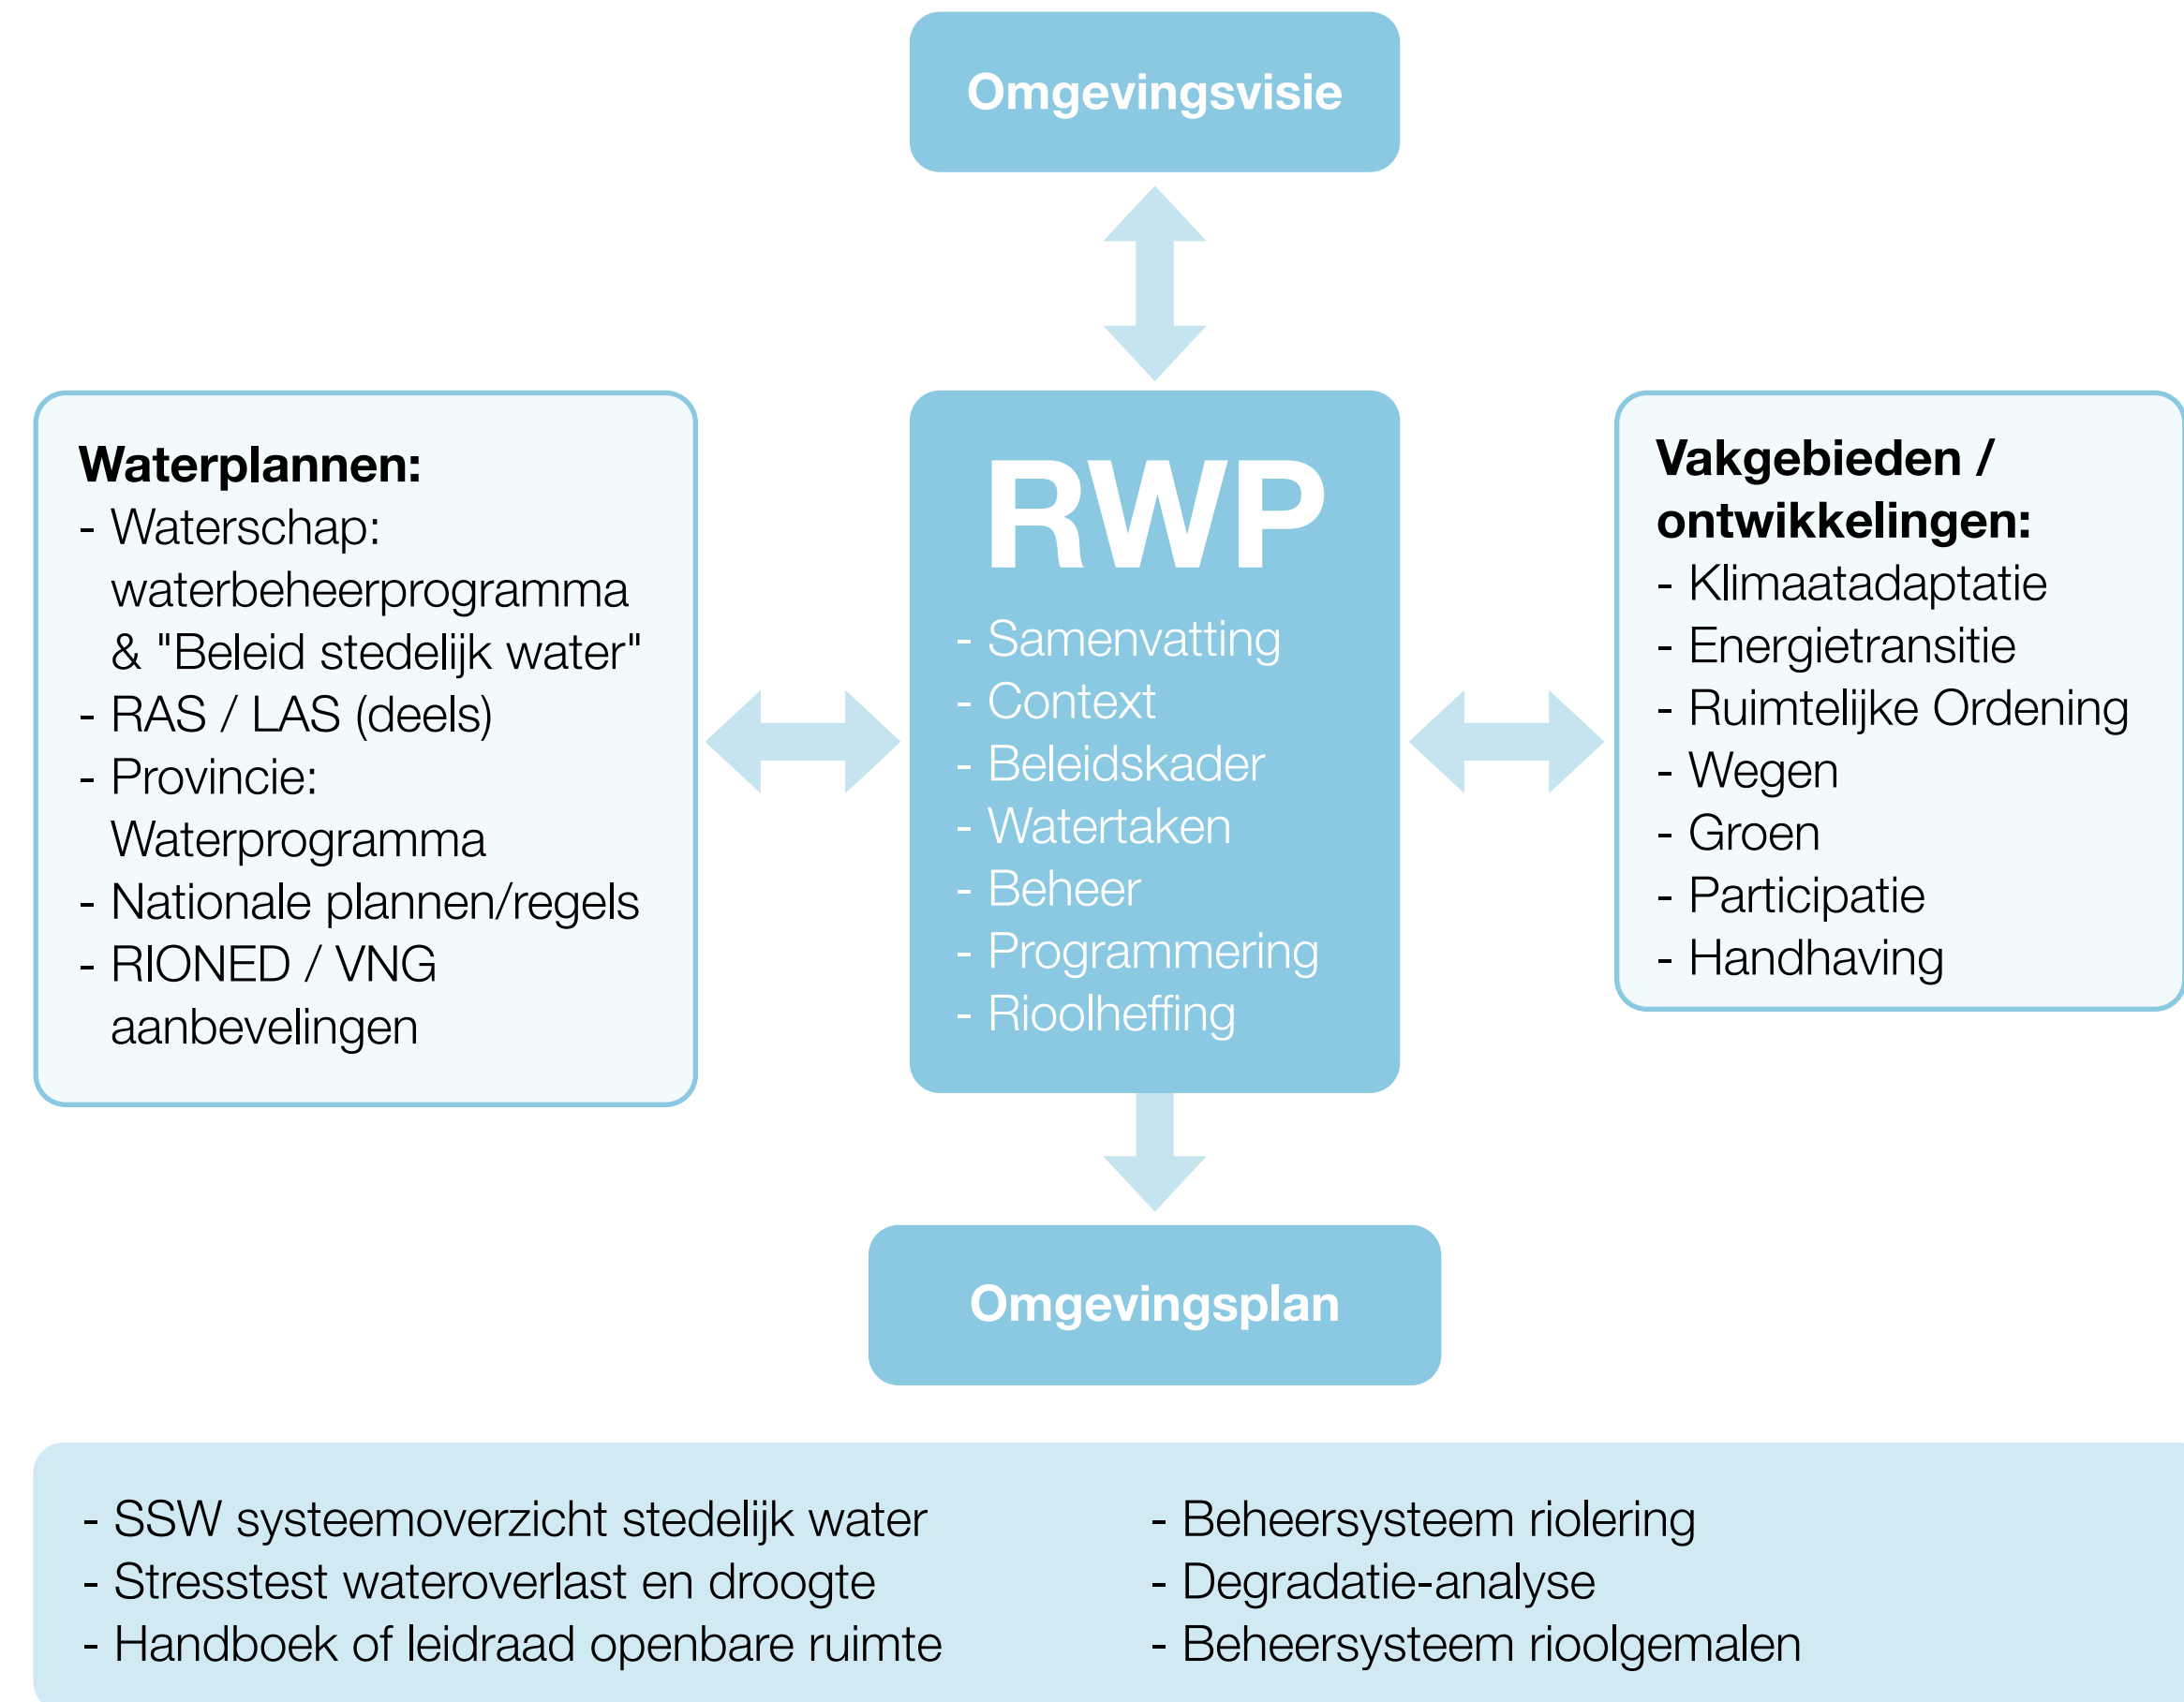 Omgevingsvisie
Waterplannen:
- Waterschap:
waterbeheerprogramma
& "Beleid stedelijk water"
- RAS / LAS (deels)
- Provincie:
Waterprogramma
- Nationale plannen/regels
- RIONED / VNG
aanbevelingen
RWP
- Samenvatting
- Context
- Beleidskader
- Watertaken
- Beheer
- Programmering
- Rioolheffing
Vakgebieden /
ontwikkelingen:
- Klimaatadaptatie
- Energietransitie
- Ruimtelijke Ordening
- Wegen
- Groen
- Participatie
- Handhaving
Omgevingsplan
- SSW systeemoverzicht stedelijk water
- Stresstest wateroverlast en droogte
- Handboek of leidraad openbare ruimte
- Beheersysteem riolering
- Degradatie-analyse
- Beheersysteem rioolgemalen